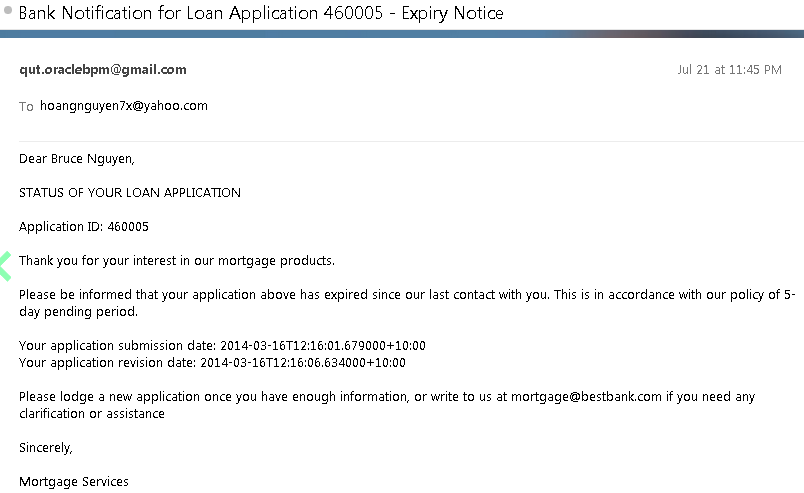 Bank Notification for Loan Application 460005 - Expiry Notice
qut.oraclebpm@gmail.com
Jul 21 at 11:45 PM
To hoangnguyen7x@yahoo.com
Dear Bruce Nguyen,
STATUS OF YOUR LOAN APPLICATION
Application ID: 460005
Thank you for your interest in our mortgage products.
Please be informed that your application above has expired since our last contact with you. This is in accordance with our policy of 5-
day pending period.
Your application submission date: 2014-03-16T12:16:01.679000+10:00
Your application revision date: 2014-03-16T12:16:06.634000+10:00
Please lodge a new application once you have enough information, or write to us at mortgage@bestbank.com if you need any
clarification or assistance
Sincerely,
Mortgage Services